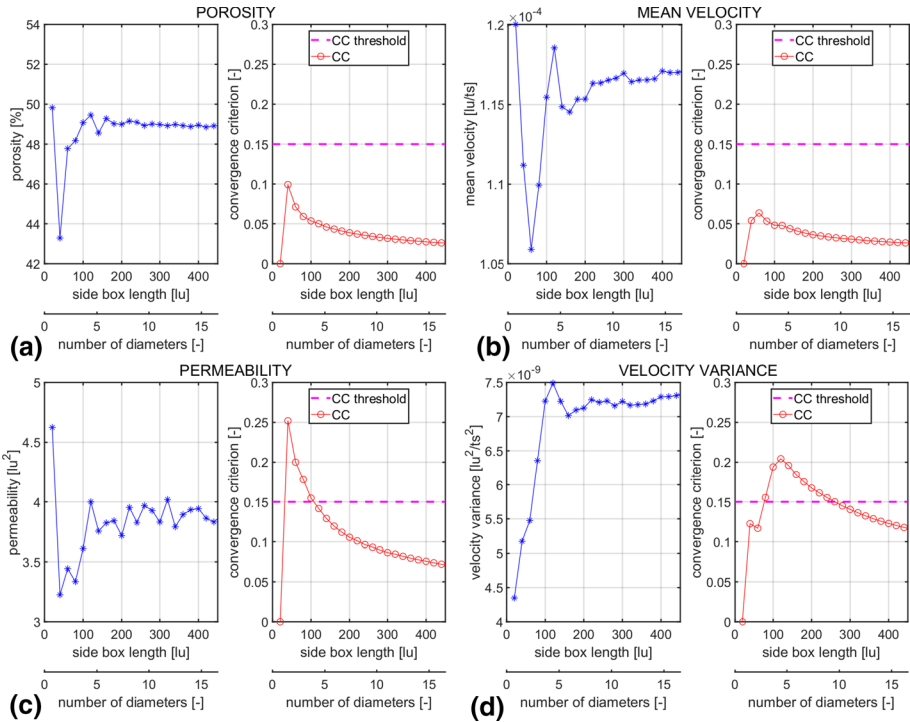 POROSITY
54
52
50
48
46
44
42
porosity [%]
0 100 200 300 400
side box length [lu]
0 5 10 15
number of diameters [-]
(a)
0.3
0.25
0.2
0.15
0.1
0.05
0
convergence criterion [-]
CC threshold
CC
0 100 200 300 400
side box length [lu]
0 5 10 15
number of diameters [-]
MEAN VELOCITY
×10-4
1.2
1.15
1.1
1.05
mean velocity [lu/ts]
0 100 200 300 400
side box length [lu]
0 5 10 15
number of diameters [-]
(b)
0.3
0.25
0.2
0.15
0.1
0.05
0
convergence criterion [-]
CC threshold
CC
0 100 200 300 400
side box length [lu]
0 5 10 15
number of diameters [-]
PERMEABILITY
5
4.5
4
3.5
3
permeability [lu2]
0 100 200 300 400
side box length [lu]
0 5 10 15
number of diameters [-]
(c)
0.3
0.25
0.2
0.15
0.1
0.05
0
convergence criterion [-]
CC threshold
CC
0 100 200 300 400
side box length [lu]
0 5 10 15
number of diameters [-]
VELOCITY VARIANCE
×10-9
7.5
7
6.5
6
5.5
5
4.5
4
velocity variance [lu2/ts2]
0 100 200 300 400
side box length [lu]
0 5 10 15
number of diameters [-]
(d)
0.3
0.25
0.2
0.15
0.1
0.05
0
convergence criterion [-]
CC threshold
CC
0 100 200 300 400
side box length [lu]
0 5 10 15
number of diameters [-]